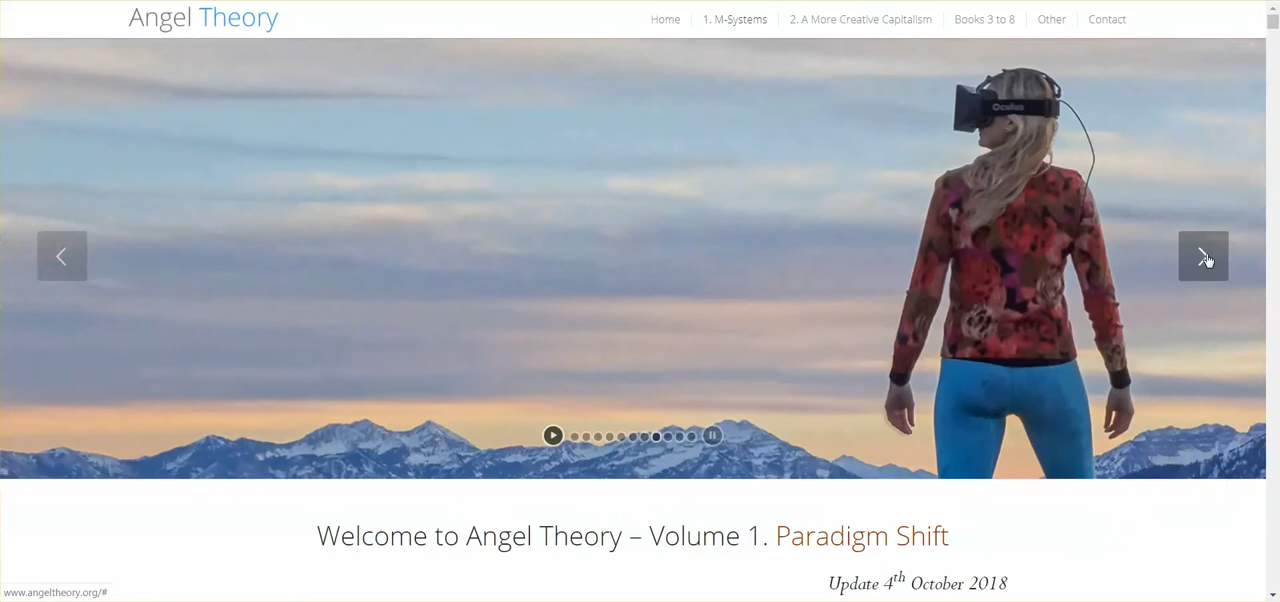 Angel Theory
Home 1. M-Systems 2. A More Creative Capitalism Books 3 to 8 Other Contact
Oculus
Welcome to Angel Theory – Volume 1. Paradigm Shift
Update 4th October 2018
www.angeltheory.org/#